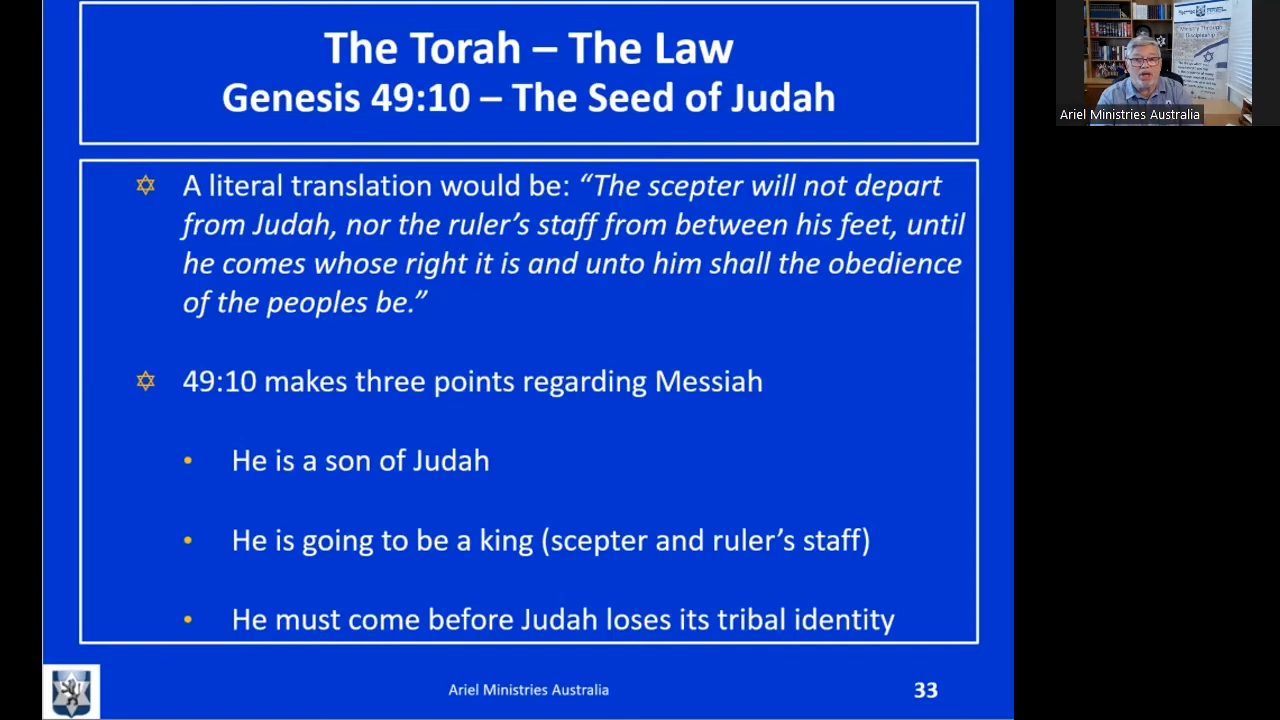 The Torah – The Law
Genesis 49:10 – The Seed of Judah
A literal translation would be: “The scepter will not depart
from Judah, nor the ruler’s staff from between his feet, until
he comes whose right it is and unto him shall the obedience
of the peoples be.”
49:10 makes three points regarding Messiah
• He is a son of Judah
• He is going to be a king (scepter and ruler’s staff)
• He must come before Judah loses its tribal identity
Ariel Ministries Australia
33
Ministry Through
Discipleship
Ariel Ministries Australia